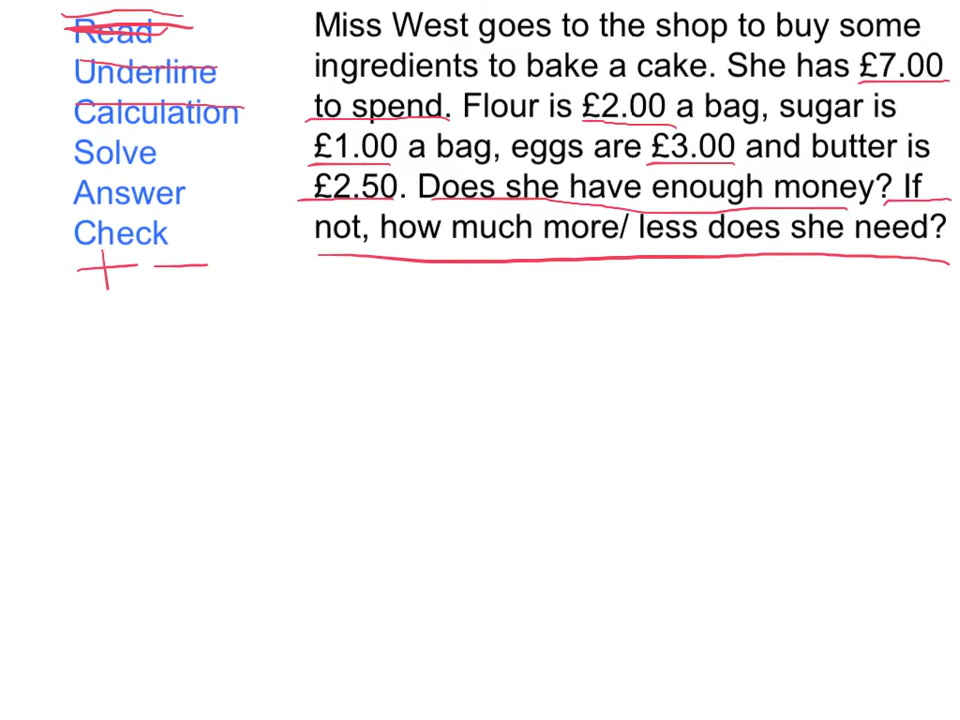 Read
Underline
Calculation
Solve
Answer
Check
+ -
Miss West goes to the shop to buy some
ingredients to bake a cake. She has £7.00
to spend. Flour is £2.00 a bag, sugar is
£1.00 a bag, eggs are £3.00 and butter is
£2.50. Does she have enough money? If
not, how much more/ less does she need?